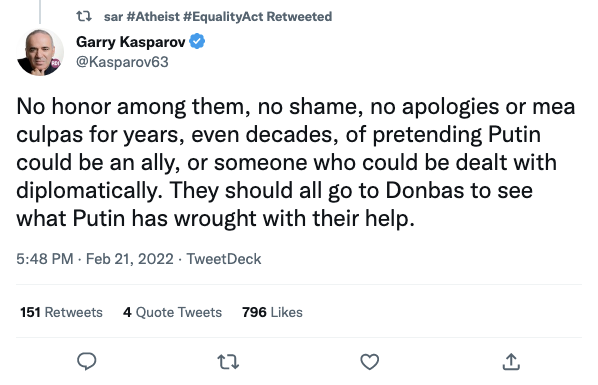 sar #Atheist #EqualityAct Retweeted
Garry Kasparov
@Kasparov63
No honor among them, no shame, no apologies or mea
culpas for years, even decades, of pretending Putin
could be an ally, or someone who could be dealt with
diplomatically. They should all go to Donbas to see
what Putin has wrought with their help.
5:48 PM · Feb 21, 2022 · TweetDeck
151 Retweets 4 Quote Tweets 796 Likes